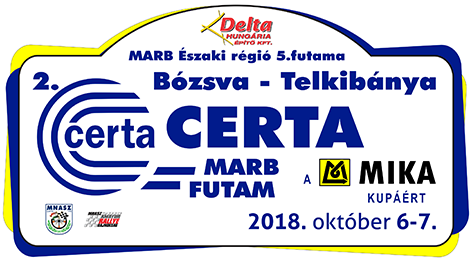 Delta
HUNGÁRIA
ÉPÍTŐ KFT.
MARB Északi régió 5.futama
2. Bózsva - Telkibánya
certa CERTA
MARB
FUTAM
A M MIKA
KUPÁÉRT
MNASZ
RALLYE
2018. október 6-7.